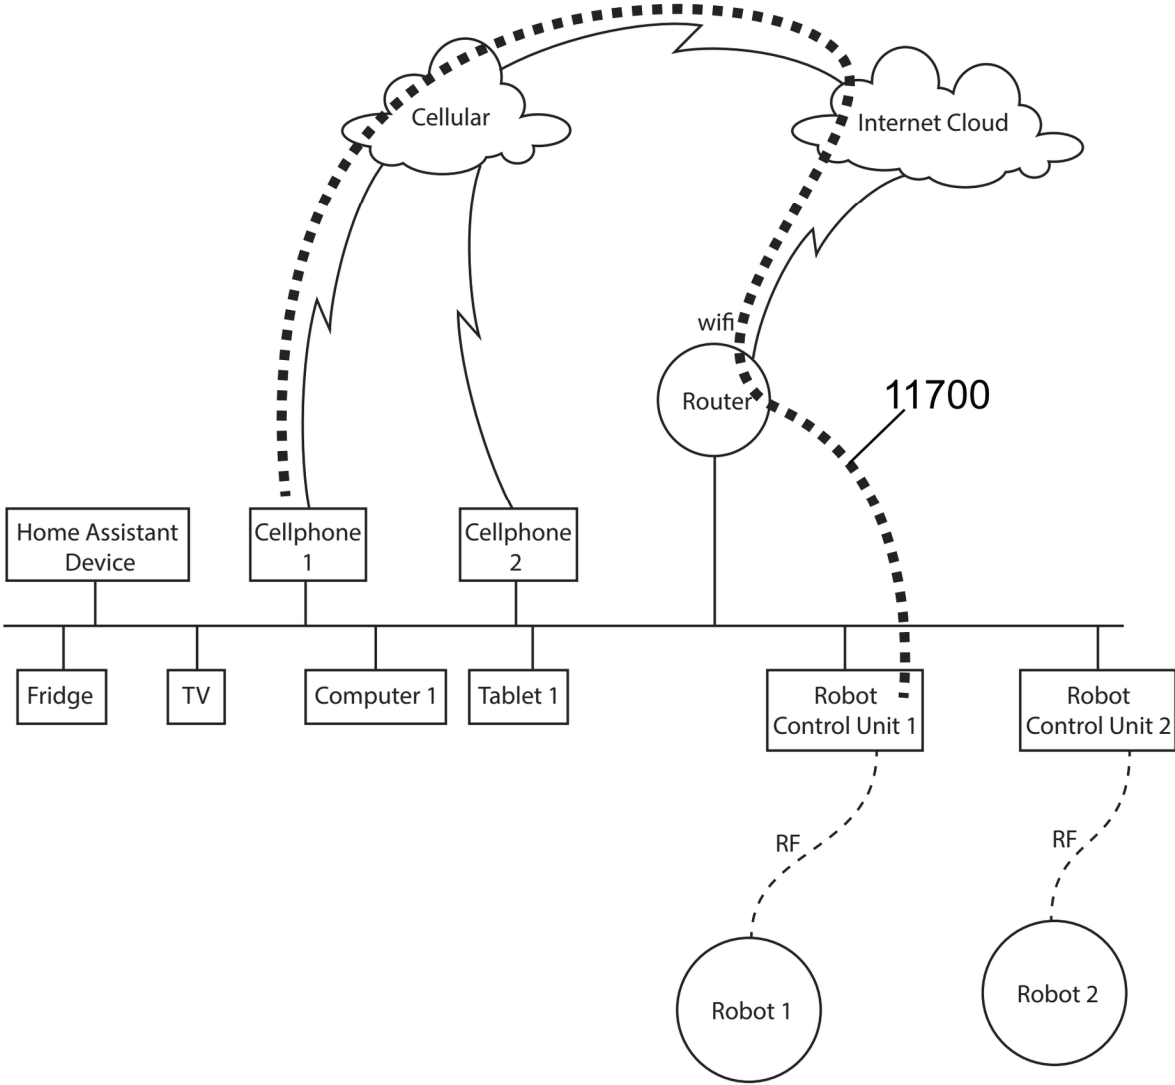 Cellular
Internet Cloud
wifi
Router
11700
Home Assistant
Device
Cellphone
1
Cellphone
2
Fridge
TV
Computer 1
Tablet 1
Robot
Control Unit 1
Robot
Control Unit 2
RF
RF
Robot 1
Robot 2